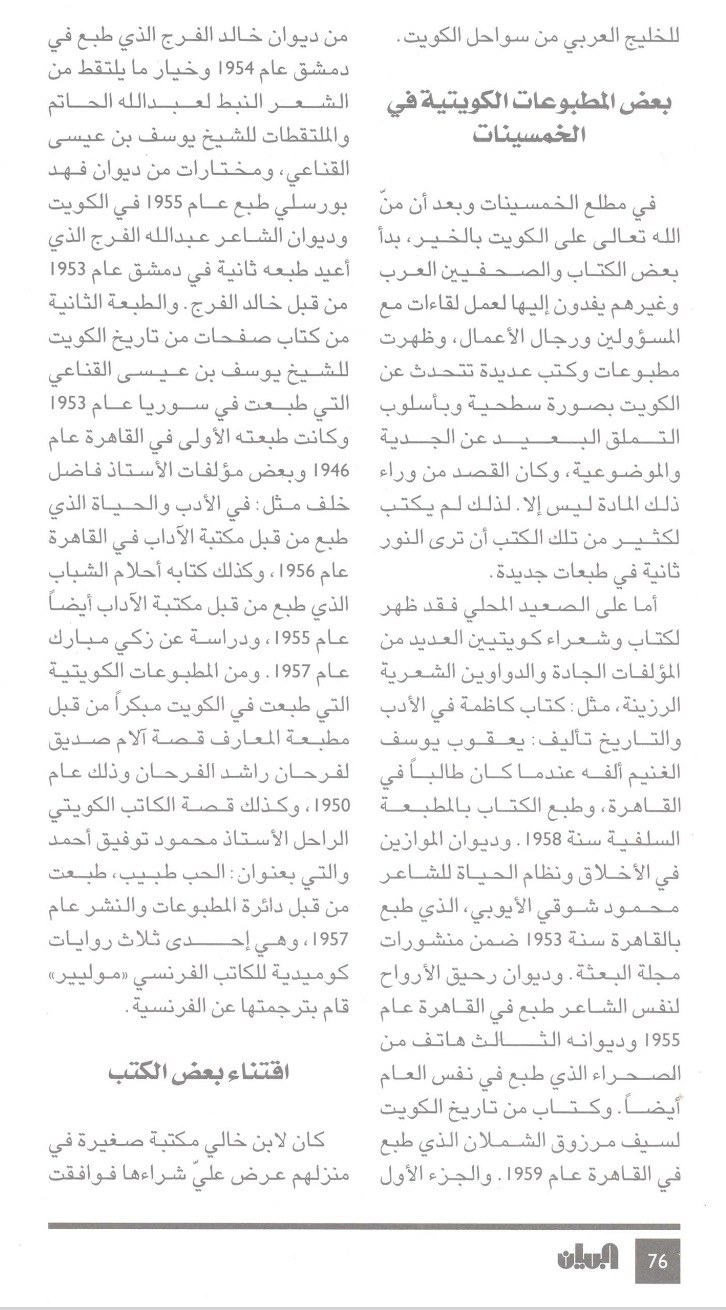 للخليج العربي من سواحل الكويت.
بعض المطبوعات الكويتية في
الخمسينات
في مطلع الخمسينات وبعد أن منّ
الله تعالى على الكويت بالخير، بدأ
بعض الكتاب والصحفيين العرب
وغيرهم يفدون إليها لعمل لقاءات مع
المسؤولين ورجال الأعمال، وظهرت
مطبوعات وكتب عديدة تتحدث عن
الكويت بصورة سطحية وبأسلوب
التملق البعيد عن الجدية
والموضوعية، وكان القصد من وراء
ذلك المادة ليس إلا. لذلك لم يكتب
لكثير من تلك الكتب أن ترى النور
ثانية في طبعات جديدة.
أما على الصعيد المحلي فقد ظهر
لكتاب وشعراء كويتيين العديد من
المؤلفات الجادة والدواوين الشعرية
الرزينة، مثل: كتاب كاظمة في الأدب
والتاريخ تأليف: يعقوب يوسف
الغنيم ألفه عندما كان طالباً في
القاهرة، وطبع الكتاب بالمطبعة
السلفية سنة 1958. وديوان الموازين
في الأخلاق ونظام الحياة للشاعر
محمود شوقي الأيوبي، الذي طبع
بالقاهرة سنة 1953 ضمن منشورات
مجلة البعثة. وديوان رحيق الأرواح
لنفس الشاعر طبع في القاهرة عام
1955 وديوانه الثالث هاتف من
الصحراء الذي طبع في نفس العام
أيضاً. وكتاب من تاريخ الكويت
لسيف مرزوق الشملان الذي طبع
في القاهرة عام 1959. والجزء الأول
من ديوان خالد الفرج الذي طبع في
دمشق عام 1954 وخيار ما يلتقط من
الشعر النبط لعبدالله الحاتم
والملتقطات للشيخ يوسف بن عيسى
القناعي، ومختارات من ديوان فهد
بورسلي طبع عام 1955 في الكويت
وديوان الشاعر عبدالله الفرج الذي
أعيد طبعه ثانية في دمشق عام 1953
من قبل خالد الفرج. والطبعة الثانية
من كتاب صفحات من تاريخ الكويت
للشيخ يوسف بن عيسى القناعي
التي طبعت في سوريا عام 1953
وكانت طبعته الأولى في القاهرة عام
1946 وبعض مؤلفات الأستاذ فاضل
خلف مثل: في الأدب والحياة الذي
طبع من قبل مكتبة الآداب في القاهرة
عام 1956، وكذلك كتابه أحلام الشباب
الذي طبع من قبل مكتبة الآداب أيضاً
عام 1955، ودراسة عن زكي مبارك
عام 1957. ومن المطبوعات الكويتية
التي طبعت في الكويت مبكراً من قبل
مطبعة المعارف قصة آلام صديق
لفرحان راشد الفرحان وذلك عام
1950، وكذلك قصة الكاتب الكويتي
الراحل الأستاذ محمود توفيق أحمد
والتي بعنوان: الحب طبيب، طبعت
من قبل دائرة المطبوعات والنشر عام
1957، وهي إحدى ثلاث روايات
كوميدية للكاتب الفرنسي «موليير»
قام بترجمتها عن الفرنسية.
اقتناء بعض الكتب
كان لابن خالي مكتبة صغيرة في
منزلهم عرض عليّ شراءها فوافقت
76 البيان